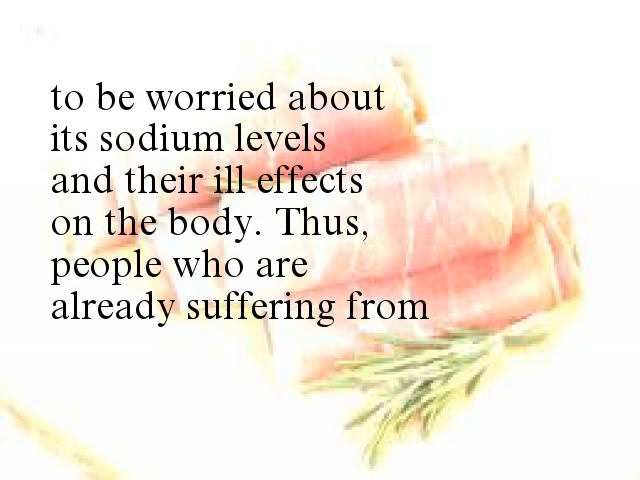 to be worried about
its sodium levels
and their ill effects
on the body. Thus,
people who are
already suffering from